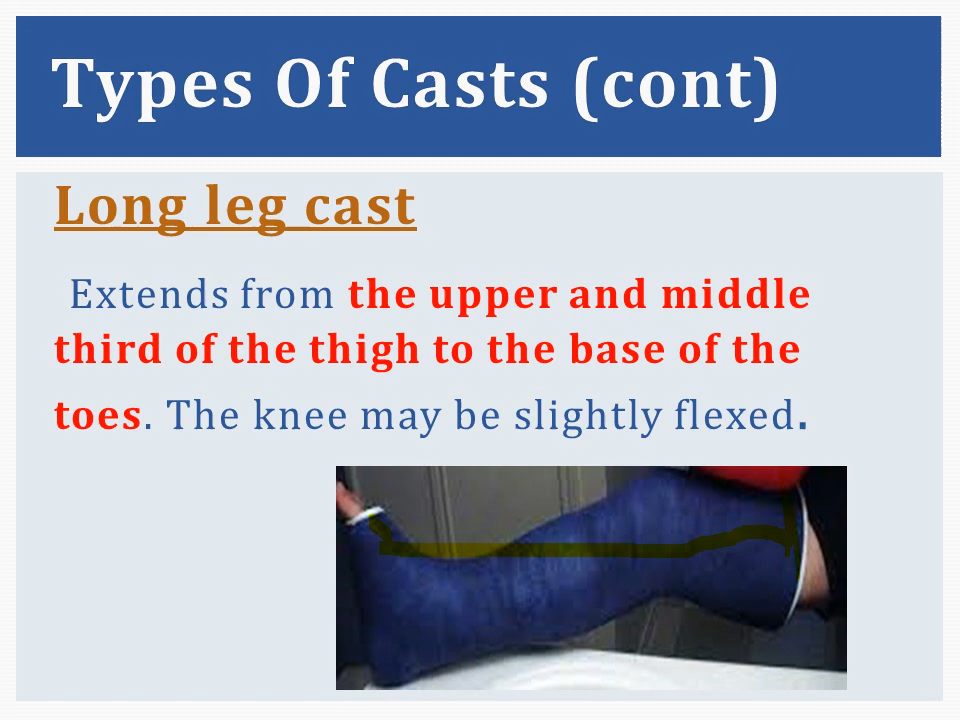 Types Of Casts (cont)
Long leg cast
Extends from the upper and middle
third of the thigh to the base of the
toes. The knee may be slightly flexed.